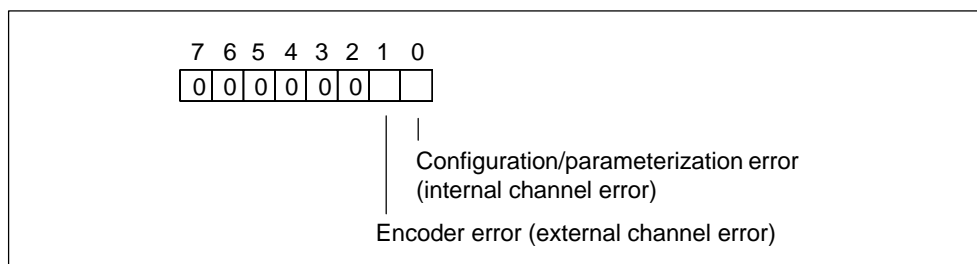 7 6 5 4 3 2 1 0
0 0 0 0 0 0
Configuration/parameterization error
(internal channel error)
Encoder error (external channel error)